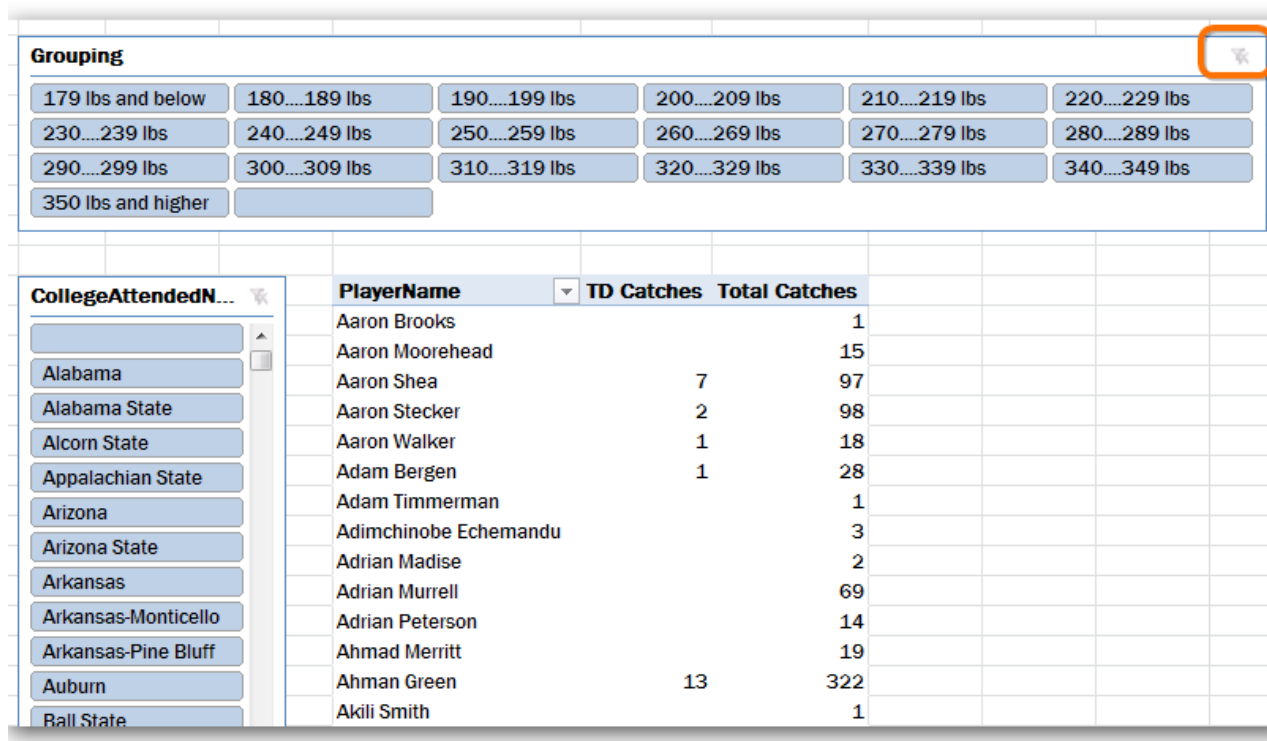 Grouping
179 lbs and below 180....189 lbs 190....199 lbs 200....209 lbs 210....219 lbs 220....229 lbs
230....239 lbs 240....249 lbs 250....259 lbs 260....269 lbs 270....279 lbs 280....289 lbs
290....299 lbs 300....309 lbs 310....319 lbs 320....329 lbs 330....339 lbs 340....349 lbs
350 lbs and higher
CollegeAttendedN...
Alabama
Alabama State
Alcorn State
Appalachian State
Arizona
Arizona State
Arkansas
Arkansas-Monticello
Arkansas-Pine Bluff
Auburn
Ball State
PlayerName TD Catches Total Catches
Aaron Brooks 1
Aaron Moorehead 15
Aaron Shea 7 97
Aaron Stecker 2 98
Aaron Walker 1 18
Adam Bergen 1 28
Adam Timmerman 1
Adimchinobe Echemandu 3
Adrian Madise 2
Adrian Murrell 69
Adrian Peterson 14
Ahmad Merritt 19
Ahman Green 13 322
Akili Smith 1